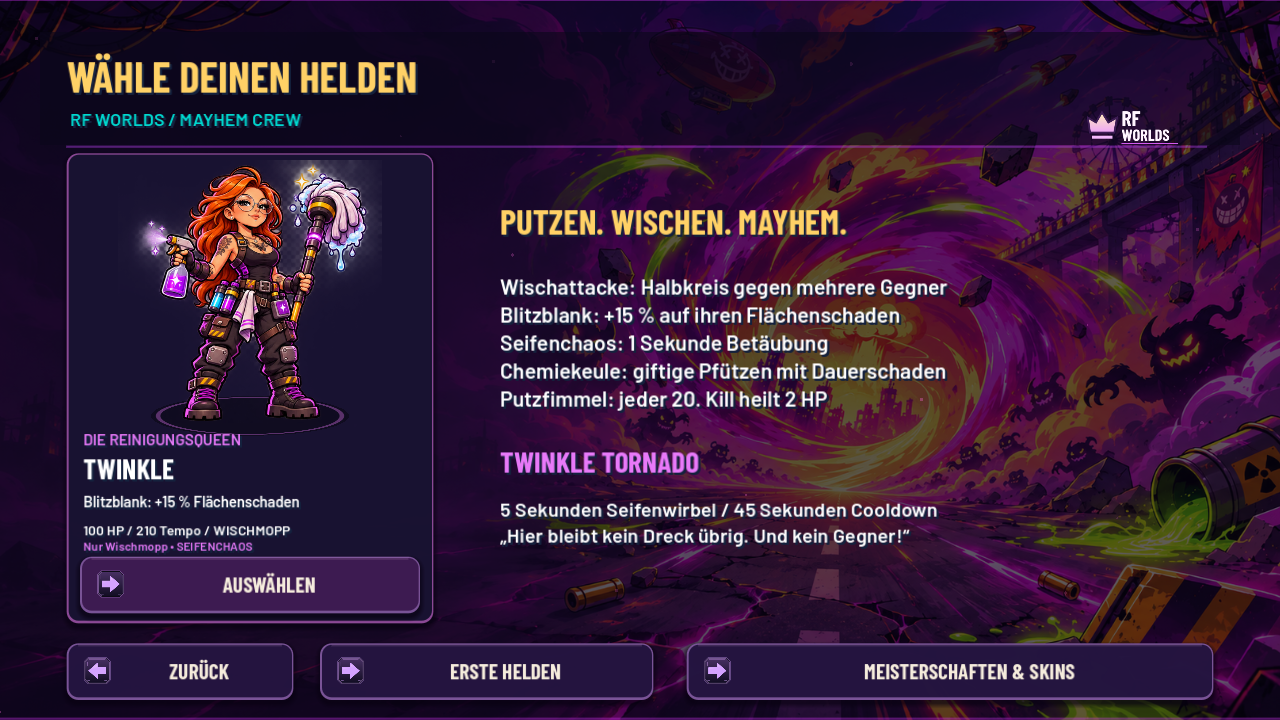 WÄHLE DEINEN HELDEN
RF WORLDS / MAYHEM CREW
RF
WORLDS
DIE REINIGUNGSQUEEN
TWINKLE
Blitzblank: +15 % Flächenschaden
100 HP / 210 Tempo / WISCHMOPP
Nur Wischmopp • SEIFENCHAOS
AUSWÄHLEN
PUTZEN. WISCHEN. MAYHEM.
Wischattacke: Halbkreis gegen mehrere Gegner
Blitzblank: +15 % auf ihren Flächenschaden
Seifenchaos: 1 Sekunde Betäubung
Chemiekeule: giftige Pfützen mit Dauerschaden
Putzfimmel: jeder 20. Kill heilt 2 HP
TWINKLE TORNADO
5 Sekunden Seifenwirbel / 45 Sekunden Cooldown
„Hier bleibt kein Dreck übrig. Und kein Gegner!“
ZURÜCK
ERSTE HELDEN
MEISTERSCHAFTEN & SKINS